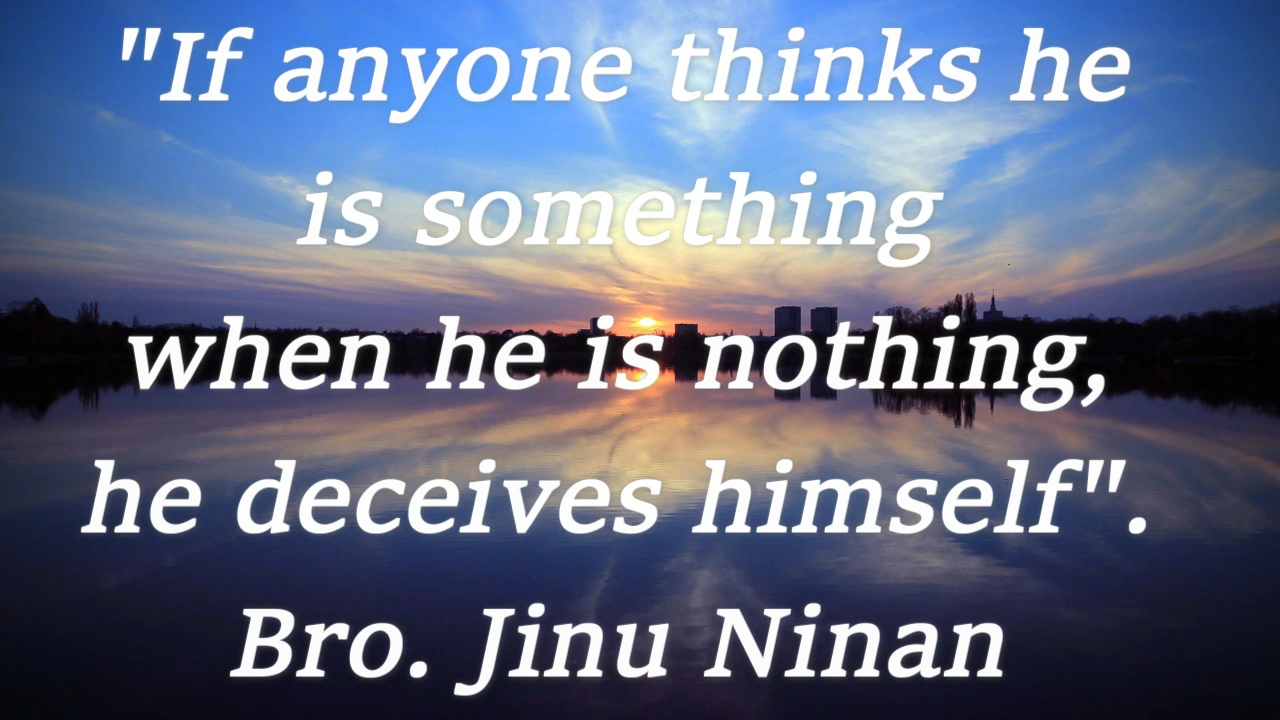 "If anyone thinks he
is something
when he is nothing,
he deceives himself".
Bro. Jinu Ninan